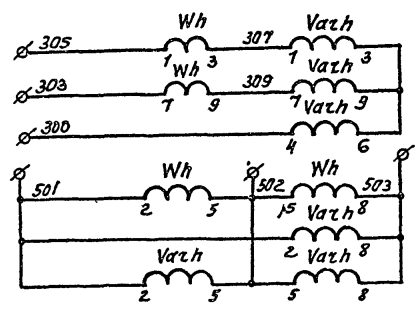 Wh
305 307 Varh
1 3 1 3
Wh Varh
303 309
7 9 7 9
300 Varh
4 6
Wh Wh
501 502 503
2 5 5 8
Varh
2 8
Varh Varh
2 5 5 8